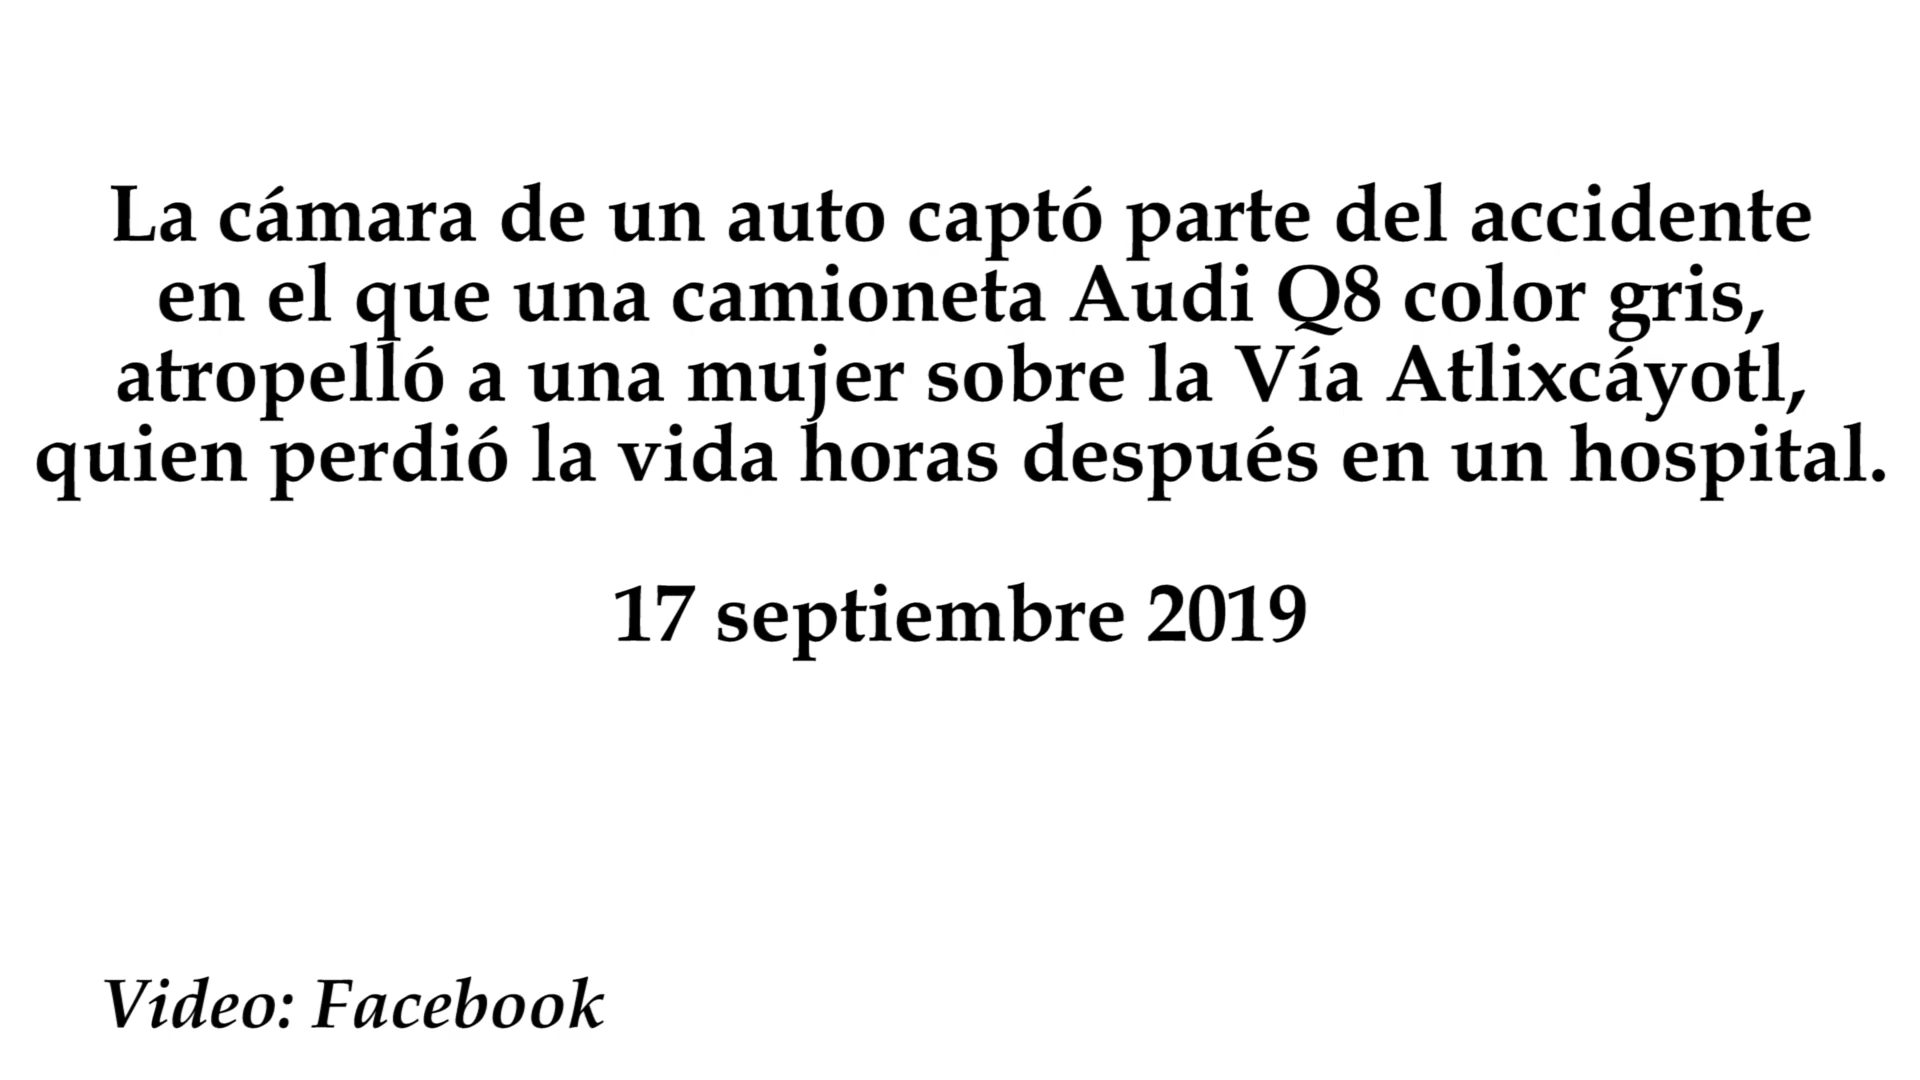 La cámara de un auto captó parte del accidente
en el que una camioneta Audi Q8 color gris,
atropelló a una mujer sobre la Vía Atlixcáyotl,
quien perdió la vida horas después en un hospital.
17 septiembre 2019
Video: Facebook